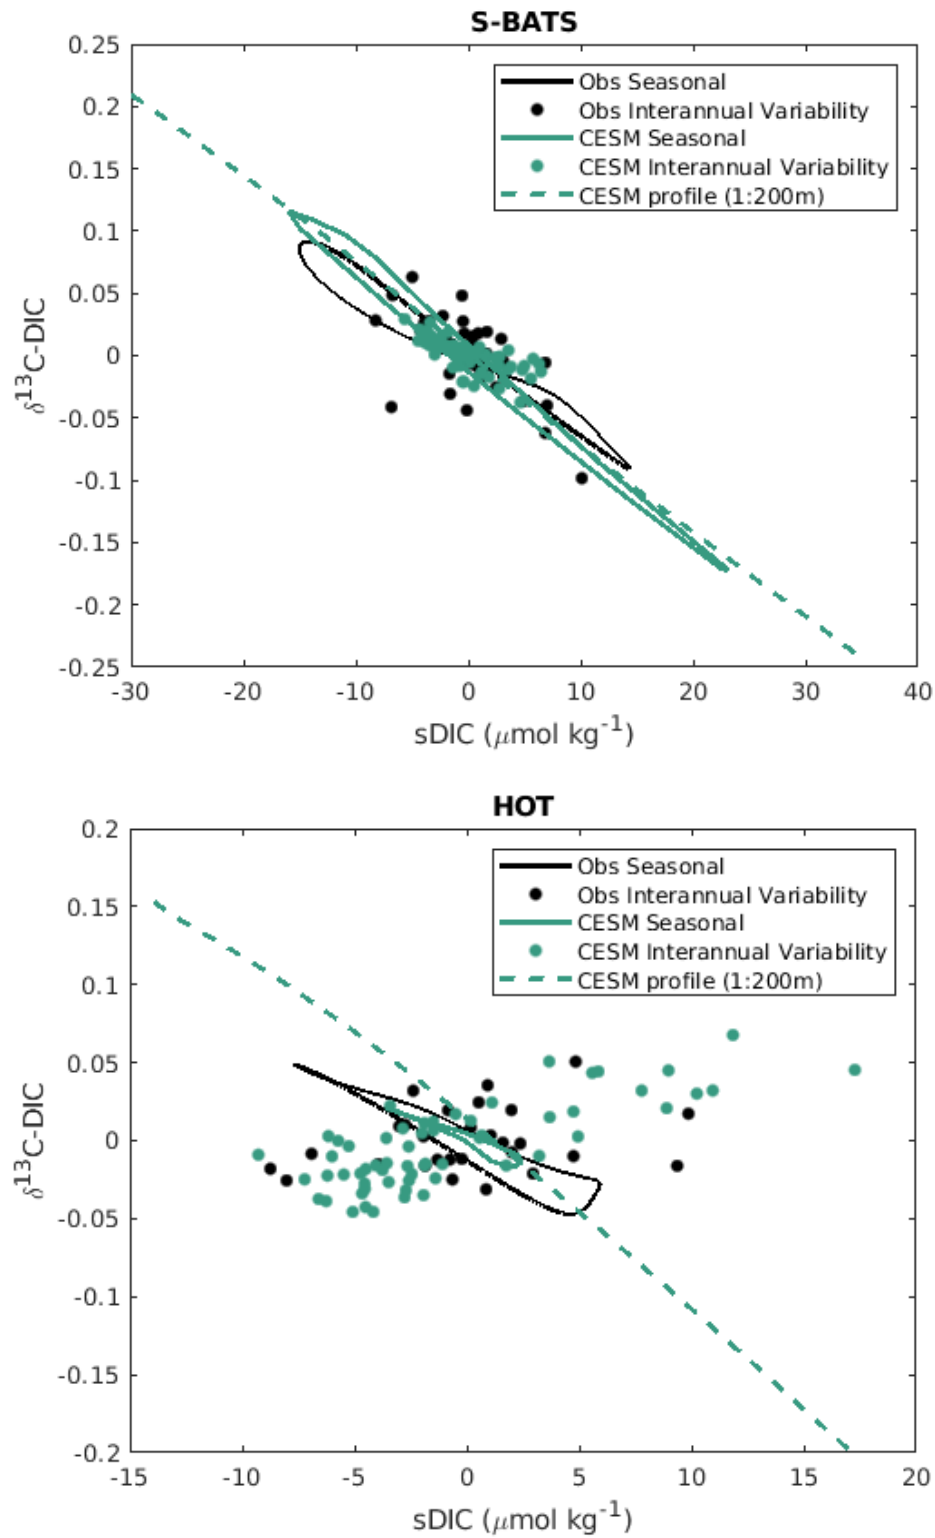 S-BATS
0.25
0.2
0.15
0.1
0.05
0
-0.05
-0.1
-0.15
-0.2
-0.25
δ13C-DIC
Obs Seasonal
Obs Interannual Variability
CESM Seasonal
CESM Interannual Variability
CESM profile (1:200m)
-30 -20 -10 0 10 20 30 40
sDIC (μmol kg-1)
HOT
0.2
0.15
0.1
0.05
0
-0.05
-0.1
-0.15
-0.2
δ13C-DIC
Obs Seasonal
Obs Interannual Variability
CESM Seasonal
CESM Interannual Variability
CESM profile (1:200m)
-15 -10 -5 0 5 10 15 20
sDIC (μmol kg-1)